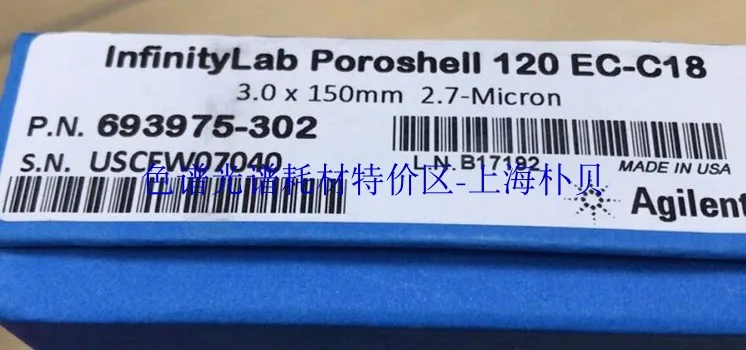 InfinityLab Poroshell 120 EC-C18
3.0 x 150mm 2.7-Micron
P.N. 693975-302
S.N. USCFW07040
L.N. B17192
MADE IN USA
色谱光谱耗材特价区-上海朴贝
Agilent